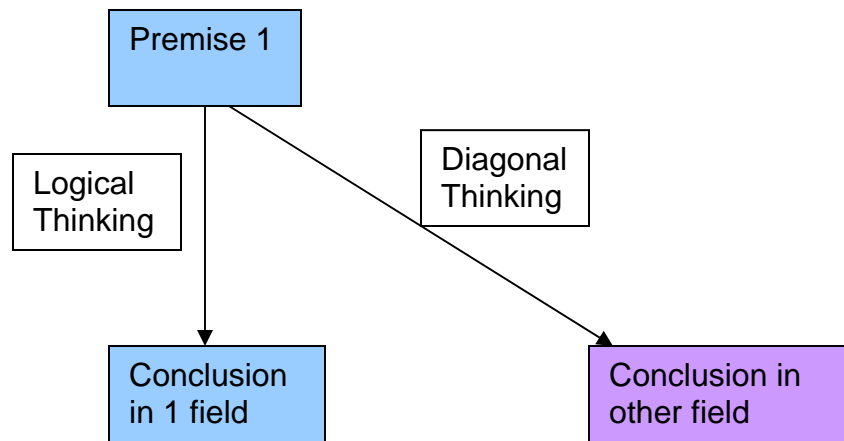 Premise 1
Logical
Thinking
Diagonal
Thinking
Conclusion
in 1 field
Conclusion in
other field